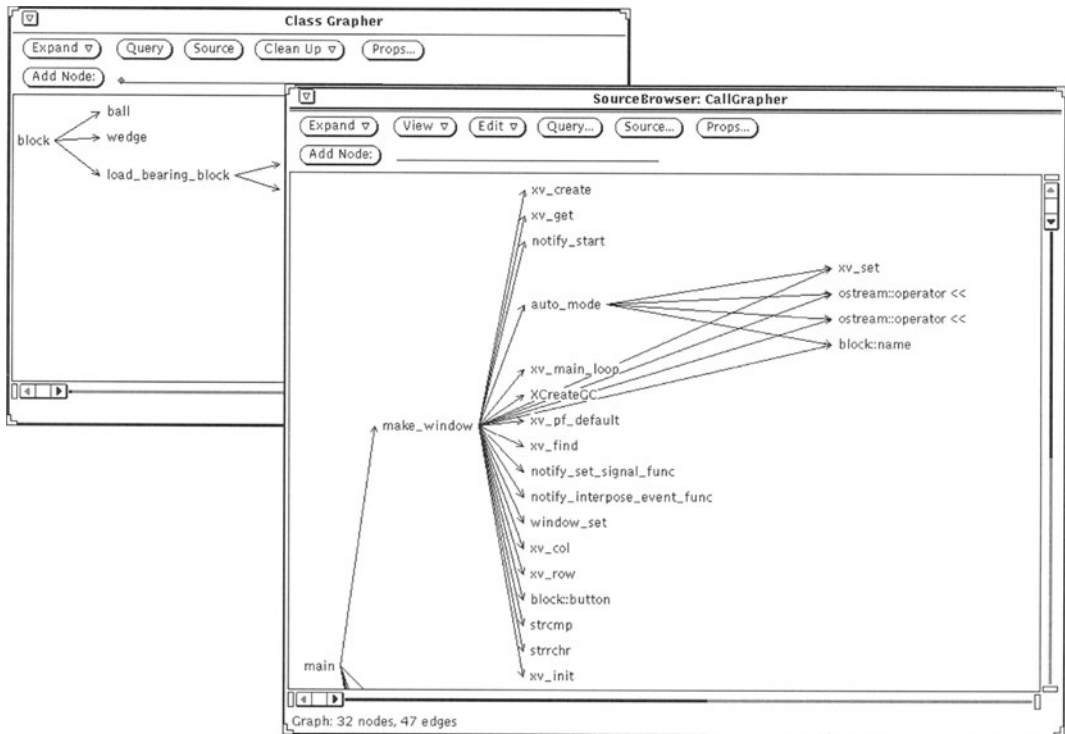 Class Grapher
Expand Query Source Clean Up Props...
Add Node:
ball
block
wedge
load_bearing_block
SourceBrowser: CallGrapher
Expand View Edit Query... Source... Props...
Add Node:
xv_create
xv_get
notify_start
xv_set
ostream::operator <<
auto_mode
ostream::operator <<
block::name
xv_main_loop
XCreateGC
make_window
xv_pf_default
xv_find
notify_set_signal_func
notify_interpose_event_func
window_set
xv_col
xv_row
block::button
strcmp
strrchr
main
xv_init
Graph: 32 nodes, 47 edges